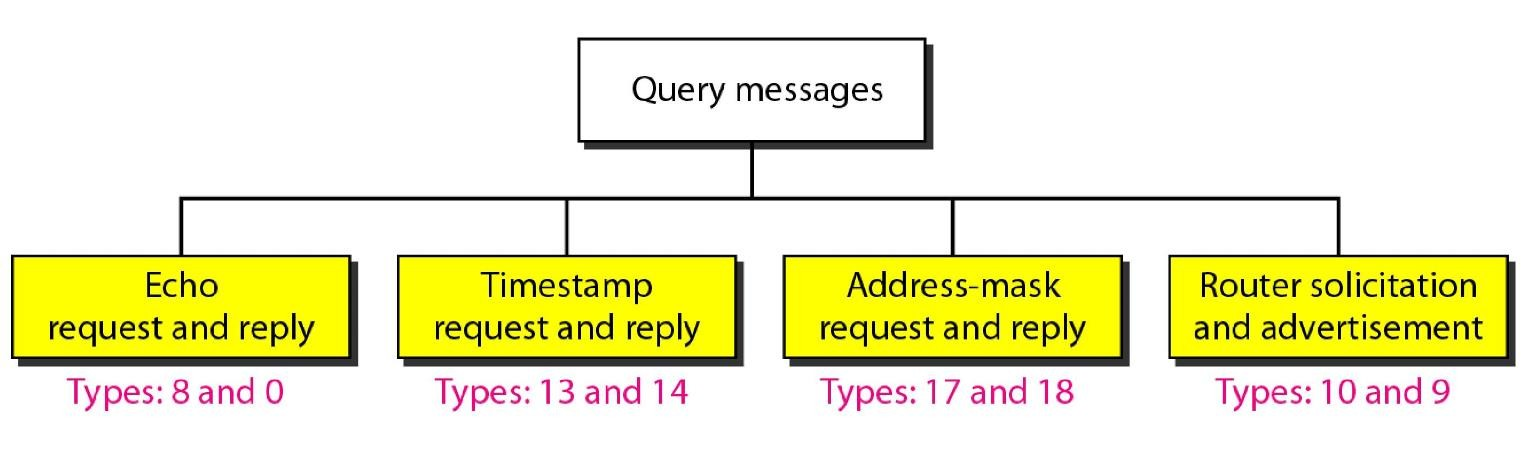 Query messages
Echo
request and reply
Types: 8 and 0
Timestamp
request and reply
Types: 13 and 14
Address-mask
request and reply
Types: 17 and 18
Router solicitation
and advertisement
Types: 10 and 9